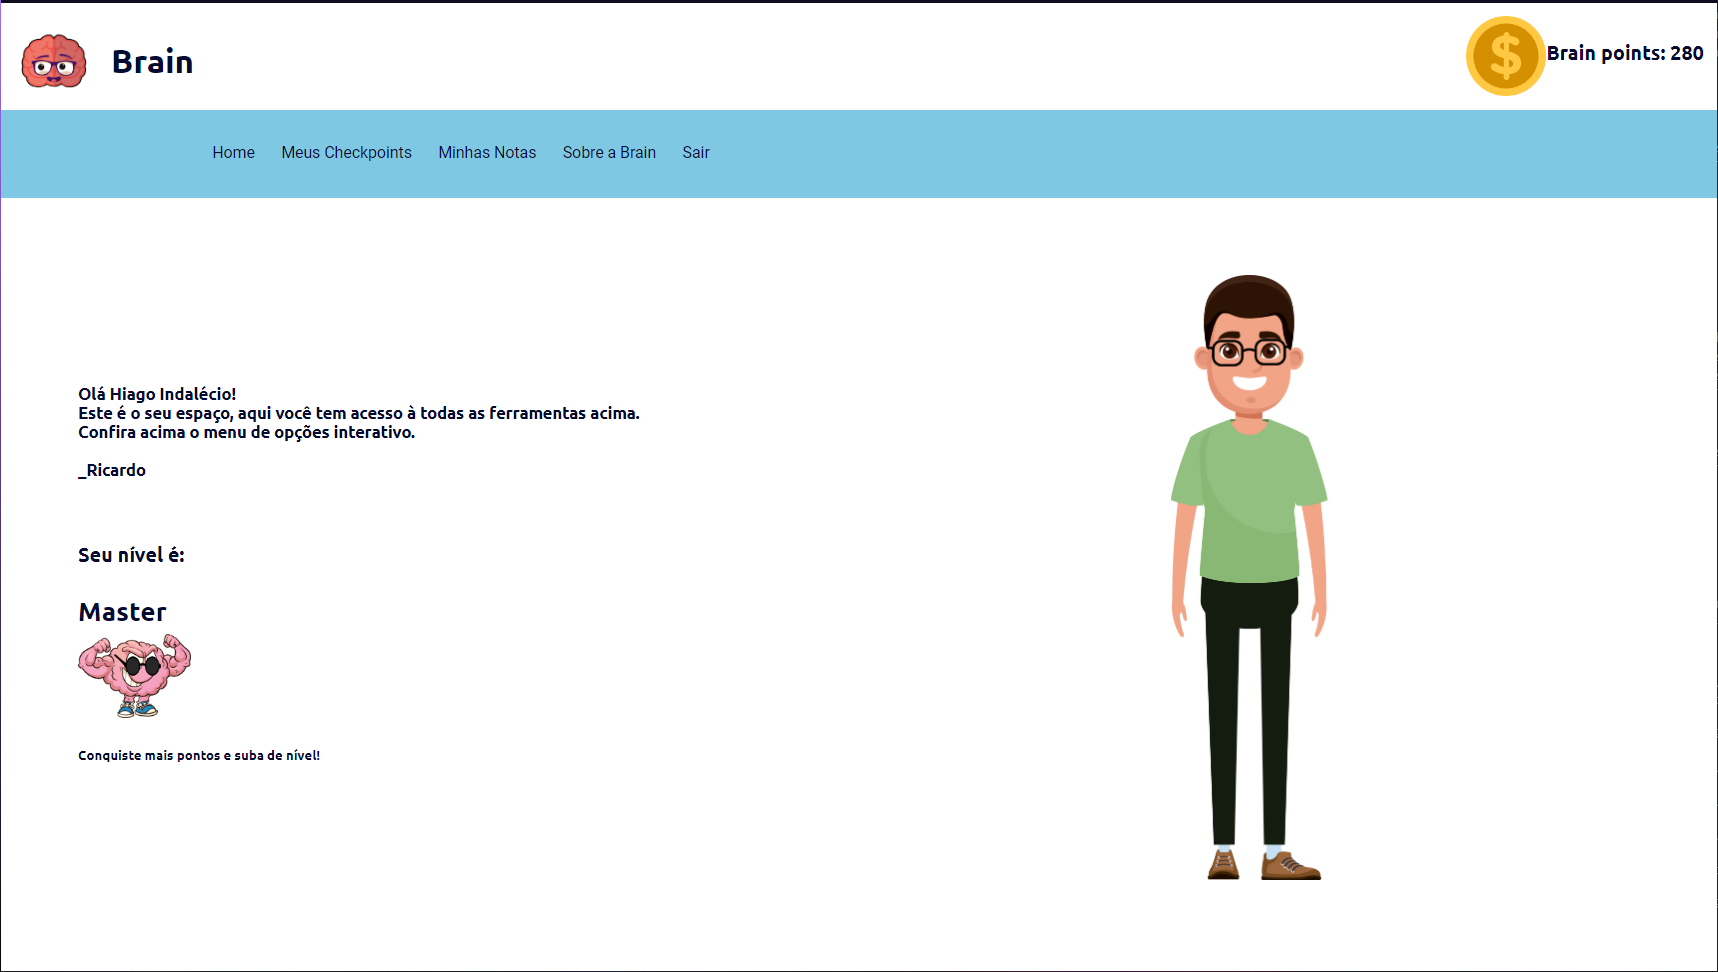 Brain
$
Brain points: 280
Home Meus Checkpoints Minhas Notas Sobre a Brain Sair
Olá Hiago Indalécio!
Este é o seu espaço, aqui você tem acesso à todas as ferramentas acima.
Confira acima o menu de opções interativo.
_Ricardo
Seu nível é:
Master
Conquiste mais pontos e suba de nível!